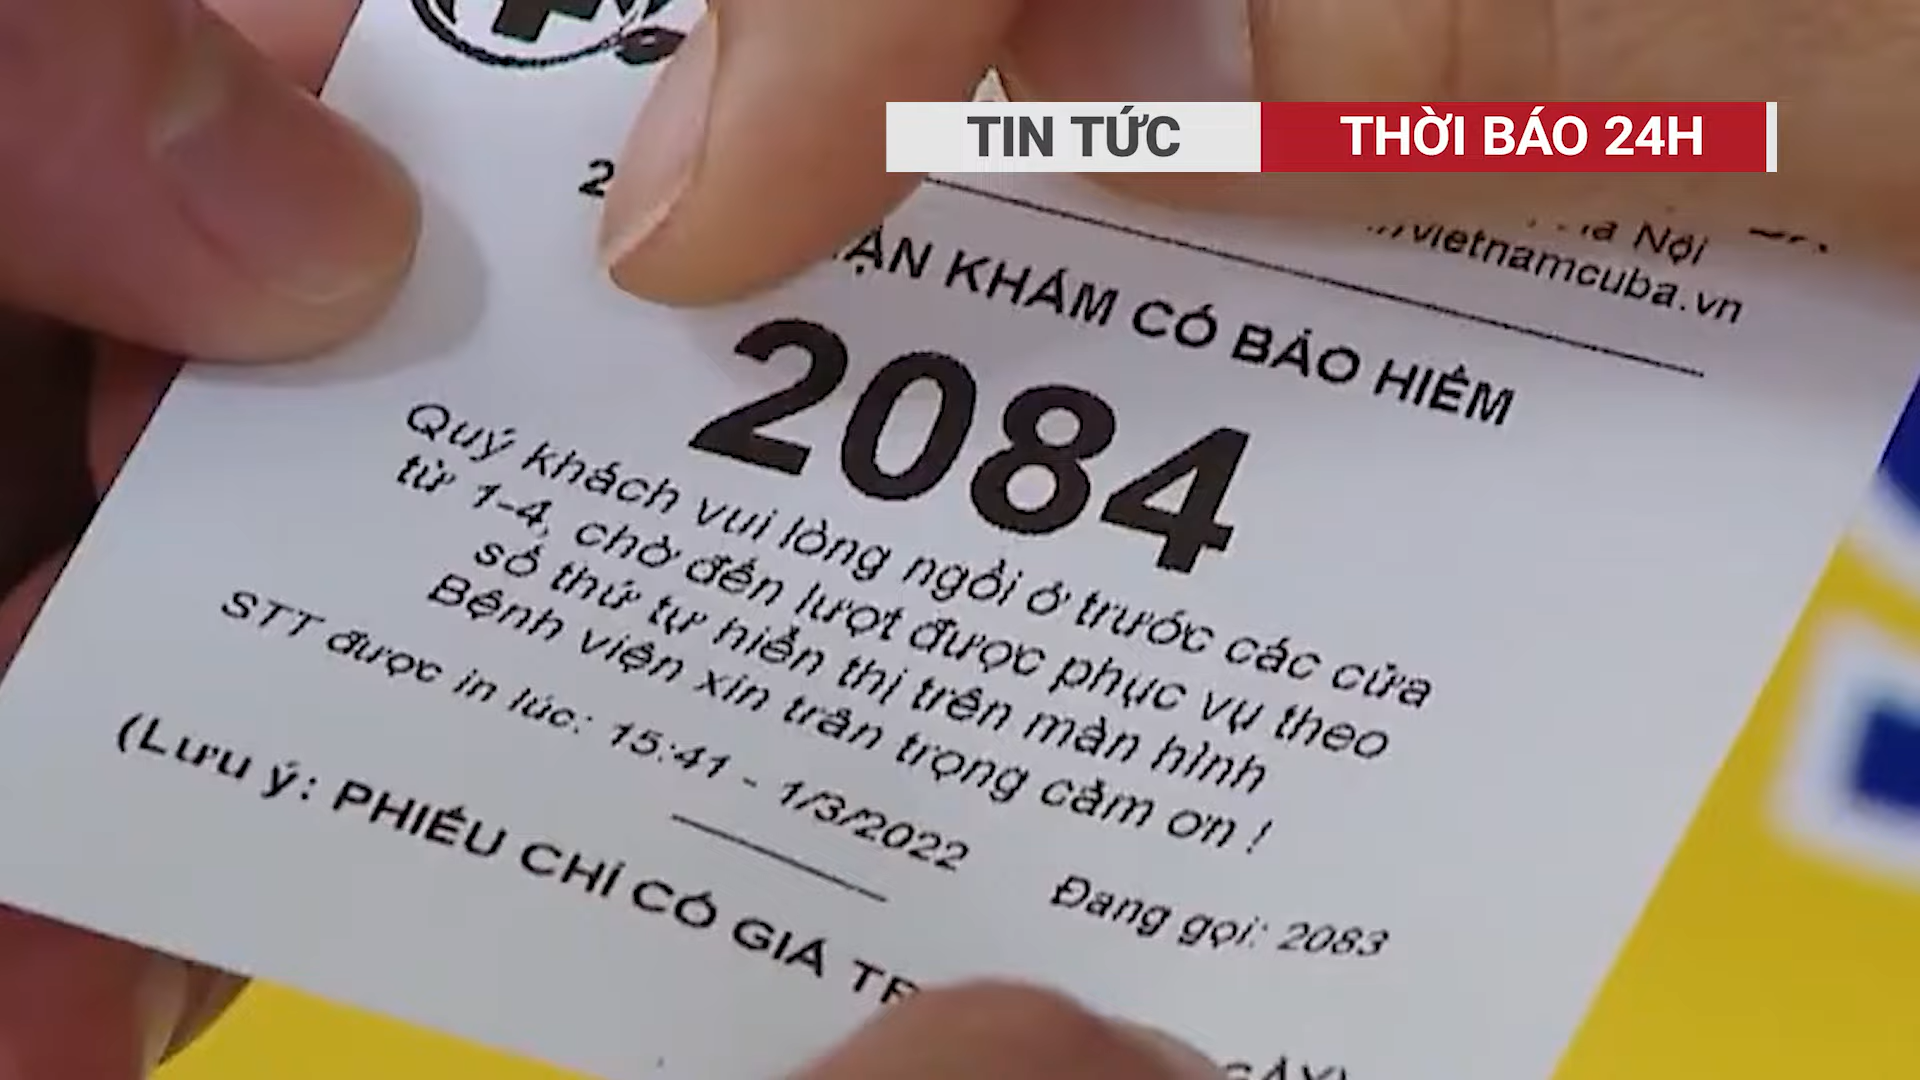 TIN TỨC THỜI BÁO 24H
Hà Nội
vietnamcuba.vn
KHÁM CÓ BẢO HIỂM
2084
Quý khách vui lòng ngồi ở trước các cửa
từ 1-4, chờ đến lượt được phục vụ theo
số thứ tự hiển thị trên màn hình
Bệnh viện xin trân trọng cảm ơn !
STT được in lúc: 15:41 - 1/3/2022 Đang gọi: 2083
(Lưu ý: PHIẾU CHỈ CÓ GIÁ